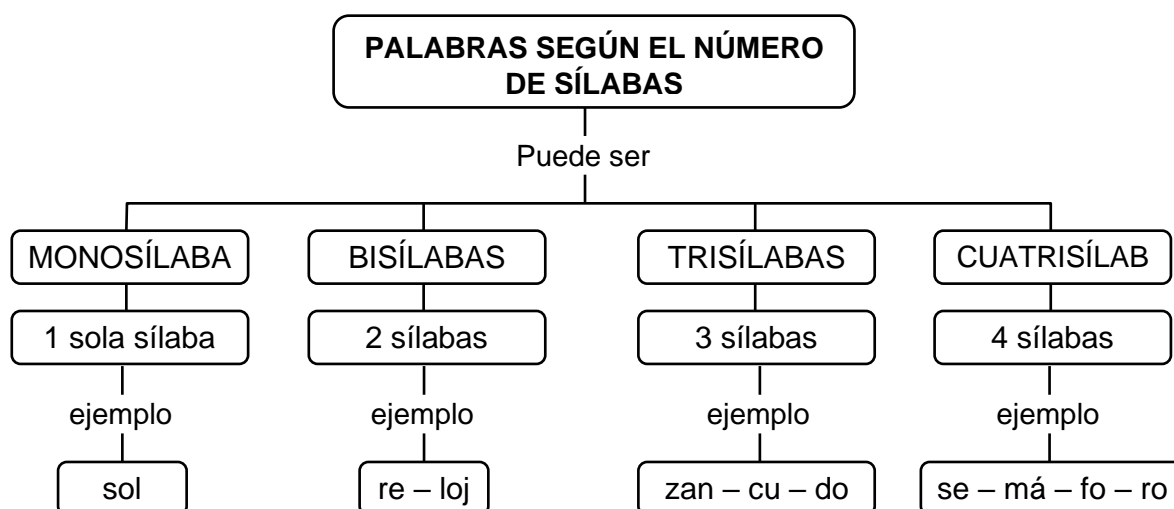 PALABRAS SEGÚN EL NÚMERO
DE SÍLABAS
Puede ser
MONOSÍLABA
BISÍLABAS
TRISÍLABAS
CUATRISÍLAB
1 sola sílaba
2 sílabas
3 sílabas
4 sílabas
ejemplo
ejemplo
ejemplo
ejemplo
sol
re – loj
zan – cu – do
se – má – fo – ro